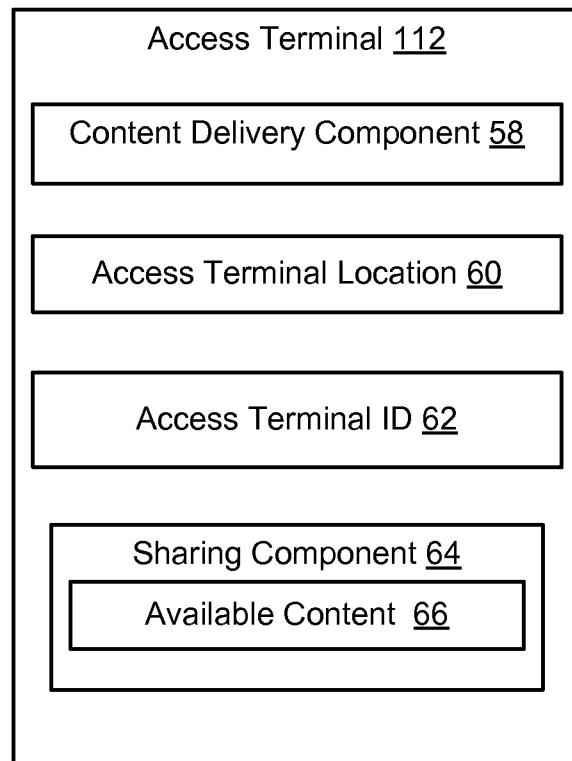 Access Terminal 112
Content Delivery Component 58
Access Terminal Location 60
Access Terminal ID 62
Sharing Component 64
Available Content 66